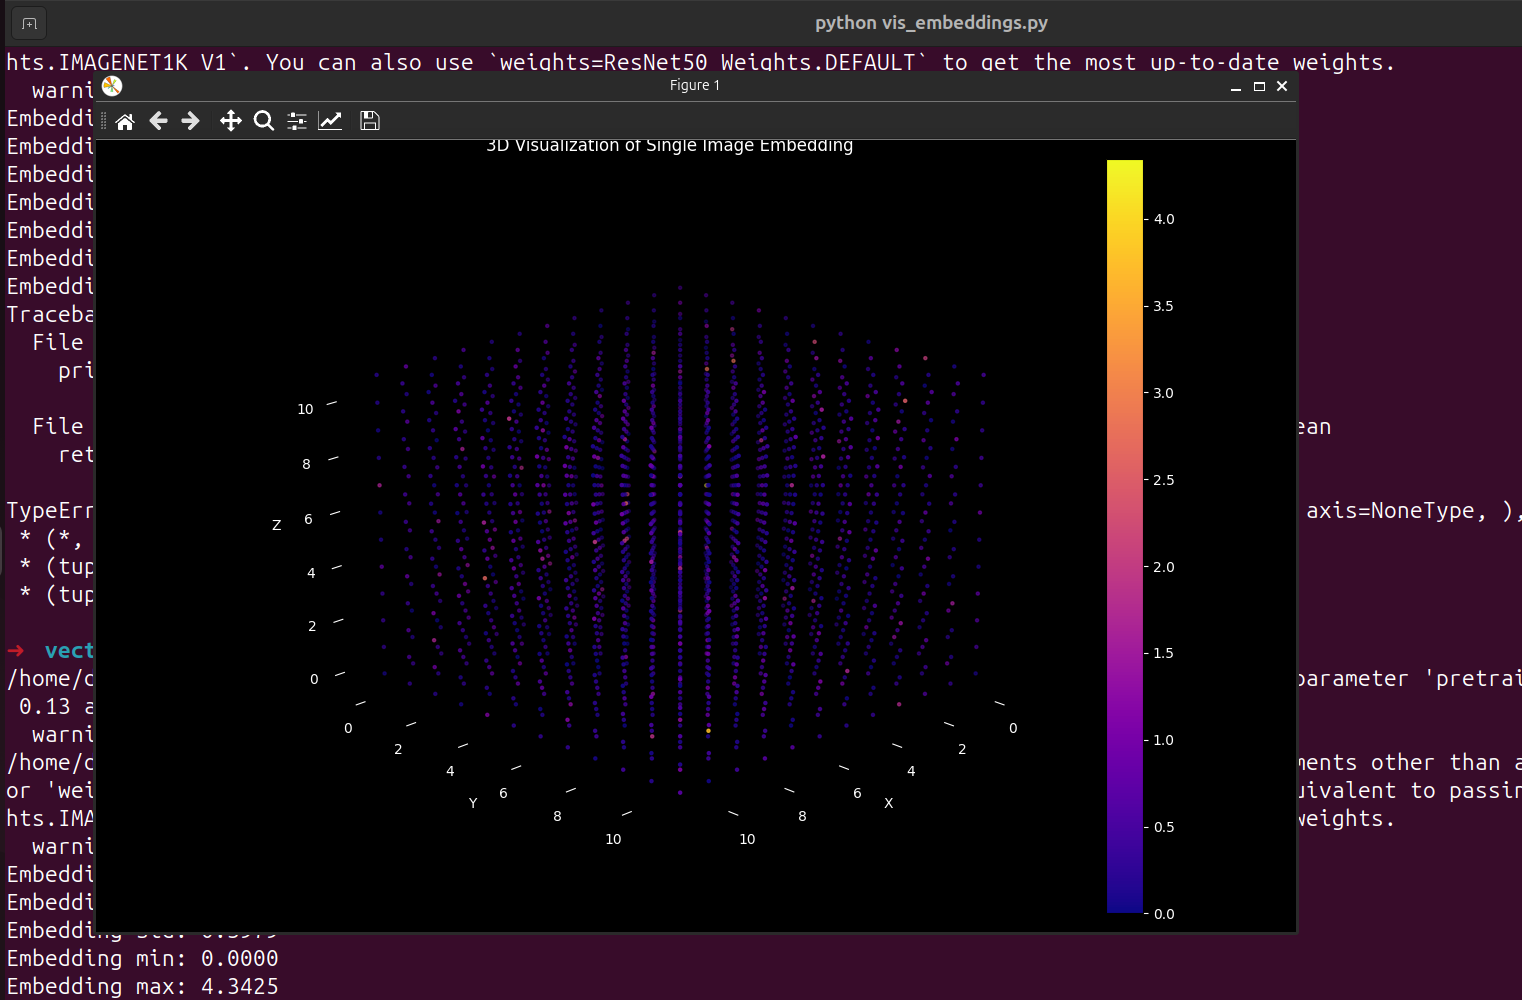 python vis_embeddings.py
hts.IMAGENET1K_V1`. You can also use `weights=ResNet50_Weights.DEFAULT` to get the most up-to-date weights.
warni
Figure 1
Embeddi
Embeddi
3D Visualization of Single Image Embedding
Embeddi
Embeddi
Embeddi
Embeddi
Embeddi
Traceba
File
pri
File
ean
ret
TypeErr
axis=NoneType, ),
* (*,
* (tup
* (tup
➜ vect
/home/c
parameter 'pretrai
0.13 a
warni
/home/c
ments other than a
or 'wei
uivalent to passin
hts.IMA
weights.
warni
Embeddi
Embeddi
Embedding
Embedding min: 0.0000
Embedding max: 4.3425
10
8
6
4
2
0
Z
0
2
4
6
8
10
Y
10
8
6
4
2
0
X
4.0
3.5
3.0
2.5
2.0
1.5
1.0
0.5
0.0